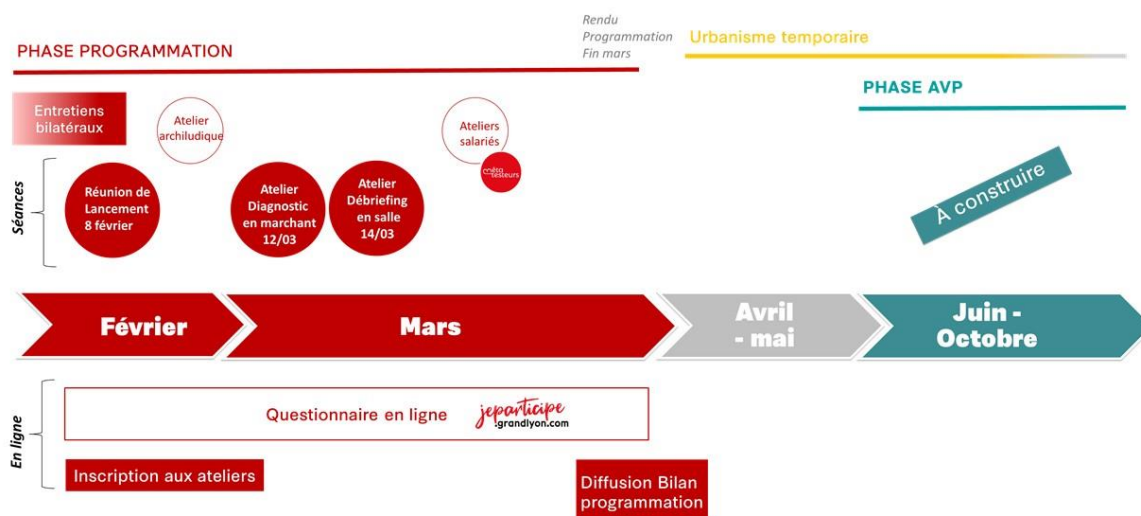 Rendu
Programmation
Fin mars
PHASE PROGRAMMATION
Urbanisme temporaire
PHASE AVP
Entretiens
bilatéraux
Atelier
archiludique
Ateliers
salariés
méto
testeurs
Séances
Réunion de
Lancement
8 février
Atelier
Diagnostic
en marchant
12/03
Atelier
Débriefing
en salle
14/03
À construire
Février
Mars
Avril
- mai
Juin -
Octobre
En ligne
Questionnaire en ligne
jeparticipe
.grandlyon.com
Inscription aux ateliers
Diffusion Bilan
programmation